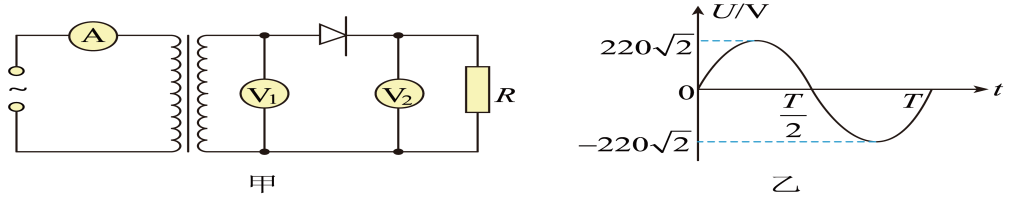 A
~
V₁
V₂
R
甲
U/V
220√2
0
T/2
T
t
−220√2
乙